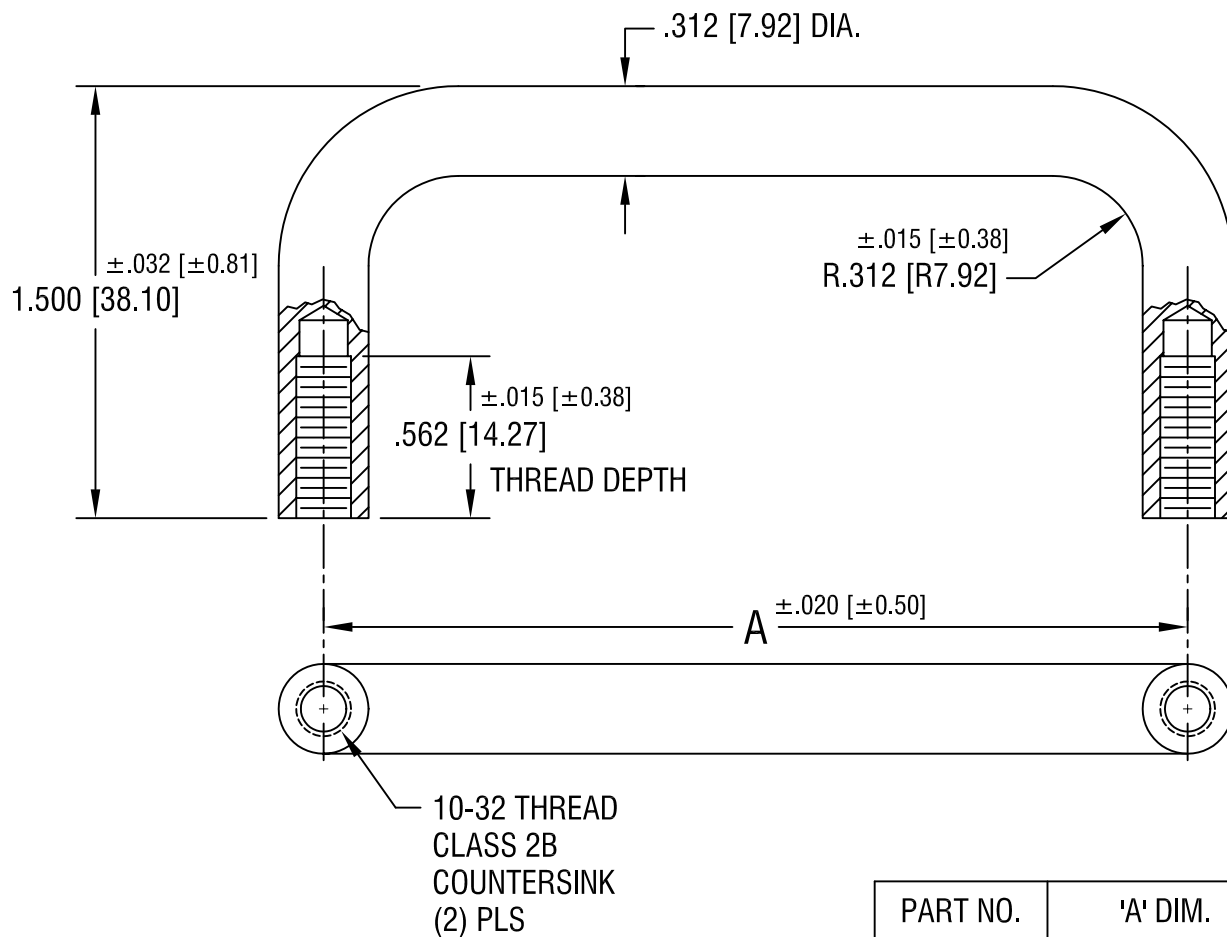 .312 [7.92] DIA.
±.032 [±0.81]
1.500 [38.10]
±.015 [±0.38]
R.312 [R7.92]
±.015 [±0.38]
.562 [14.27]
THREAD DEPTH
A ±.020 [±0.50]
10-32 THREAD
CLASS 2B
COUNTERSINK
(2) PLS
PART NO. 'A' DIM.